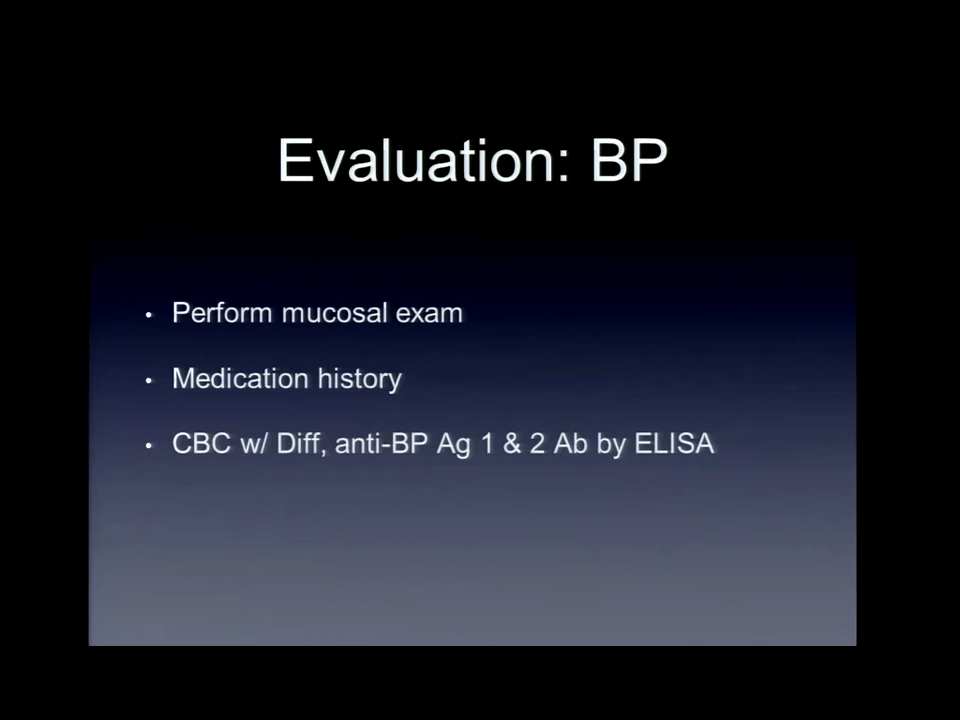 Evaluation: BP
• Perform mucosal exam
• Medication history
• CBC w/ Diff, anti-BP Ag 1 & 2 Ab by ELISA